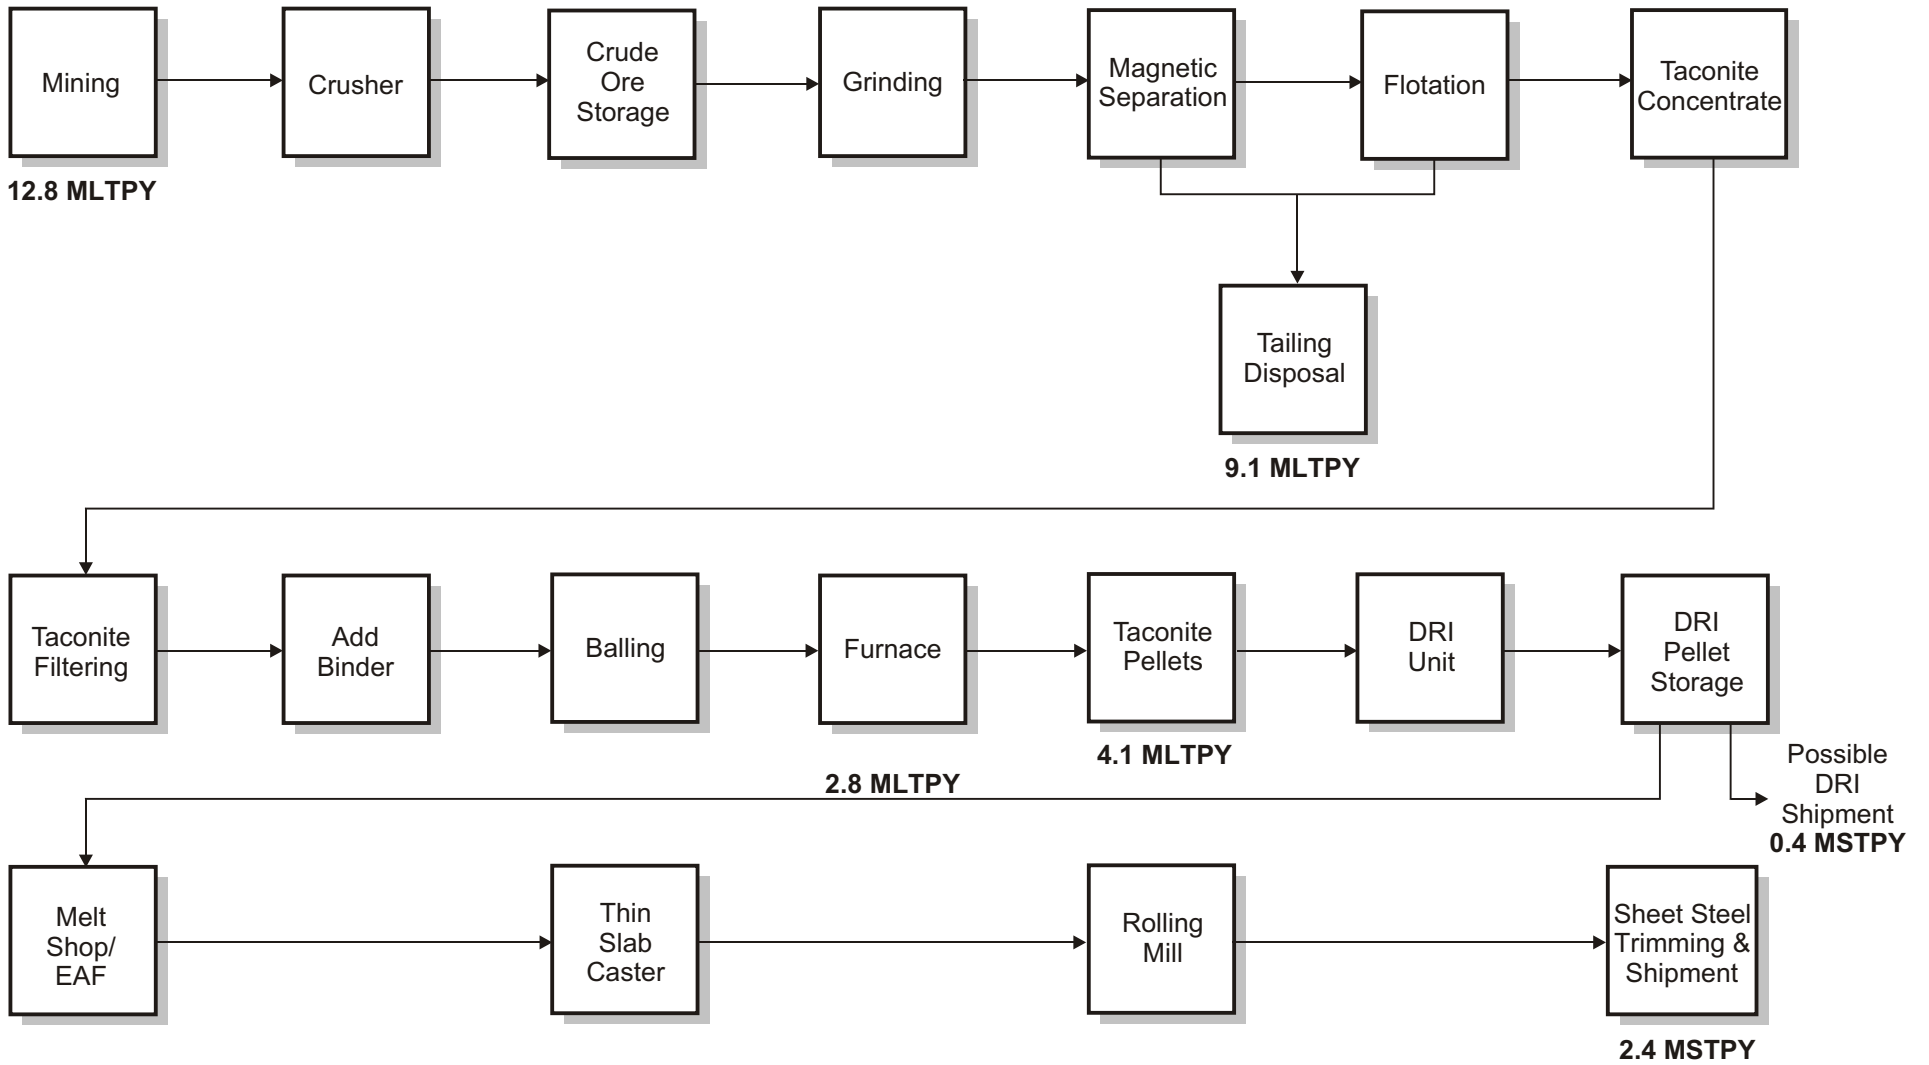 Mining
12.8 MLTPY
Crusher
Crude
Ore
Storage
Grinding
Magnetic
Separation
Flotation
Taconite
Concentrate
Tailing
Disposal
9.1 MLTPY
Taconite
Filtering
Add
Binder
Balling
Furnace
Taconite
Pellets
4.1 MLTPY
DRI
Unit
DRI
Pellet
Storage
Possible
DRI
Shipment
0.4 MSTPY
2.8 MLTPY
Melt
Shop/
EAF
Thin
Slab
Caster
Rolling
Mill
Sheet Steel
Trimming &
Shipment
2.4 MSTPY